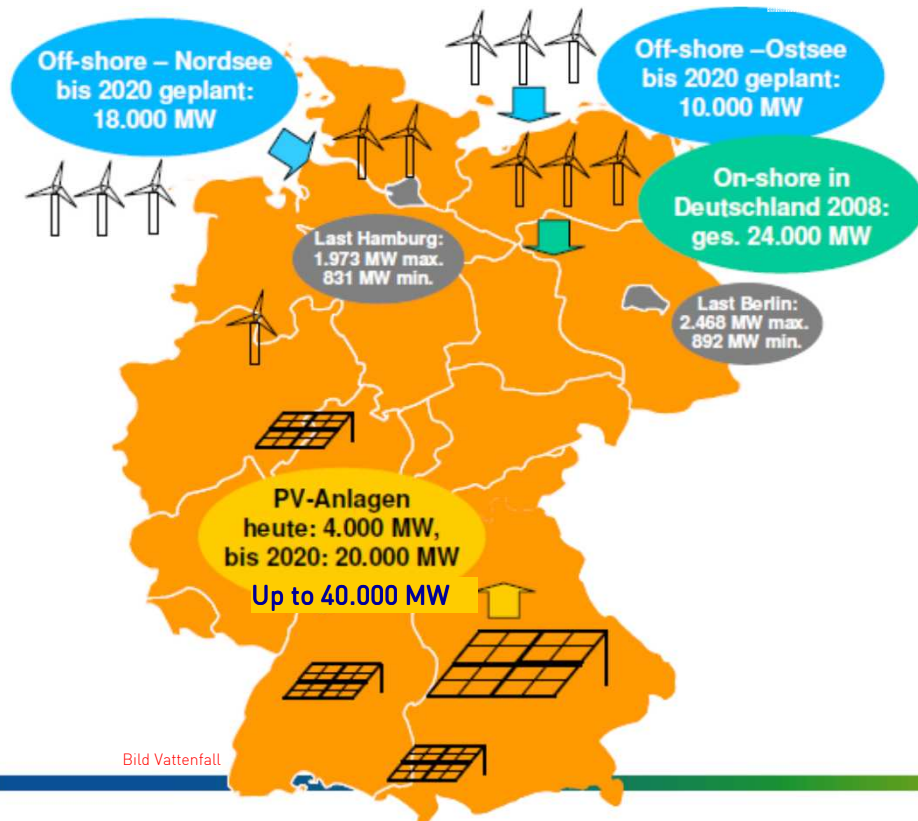 Off-shore – Nordsee
bis 2020 geplant:
18.000 MW
Off-shore –Ostsee
bis 2020 geplant:
10.000 MW
On-shore in
Deutschland 2008:
ges. 24.000 MW
Last Hamburg:
1.973 MW max.
831 MW min.
Last Berlin:
2.468 MW max.
892 MW min.
PV-Anlagen
heute: 4.000 MW,
bis 2020: 20.000 MW
Up to 40.000 MW
Bild Vattenfall